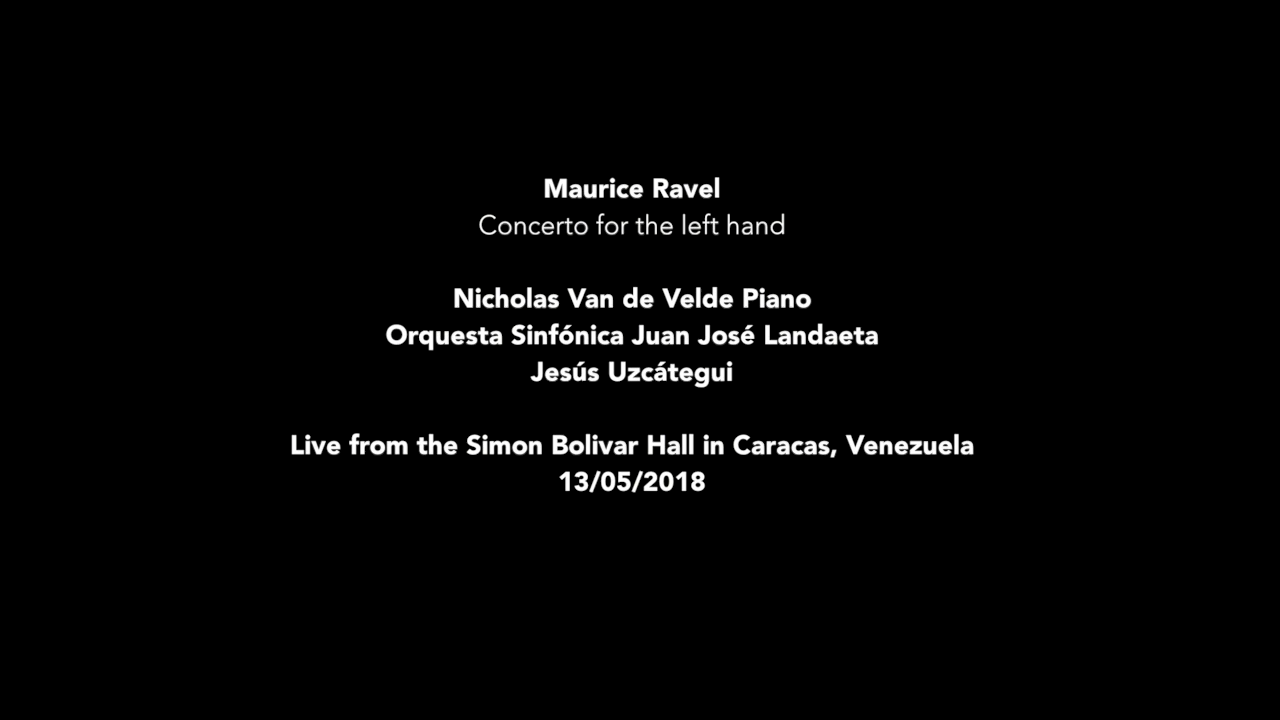 Maurice Ravel
Concerto for the left hand
Nicholas Van de Velde Piano
Orquesta Sinfónica Juan José Landaeta
Jesús Uzcátegui
Live from the Simon Bolivar Hall in Caracas, Venezuela
13/05/2018